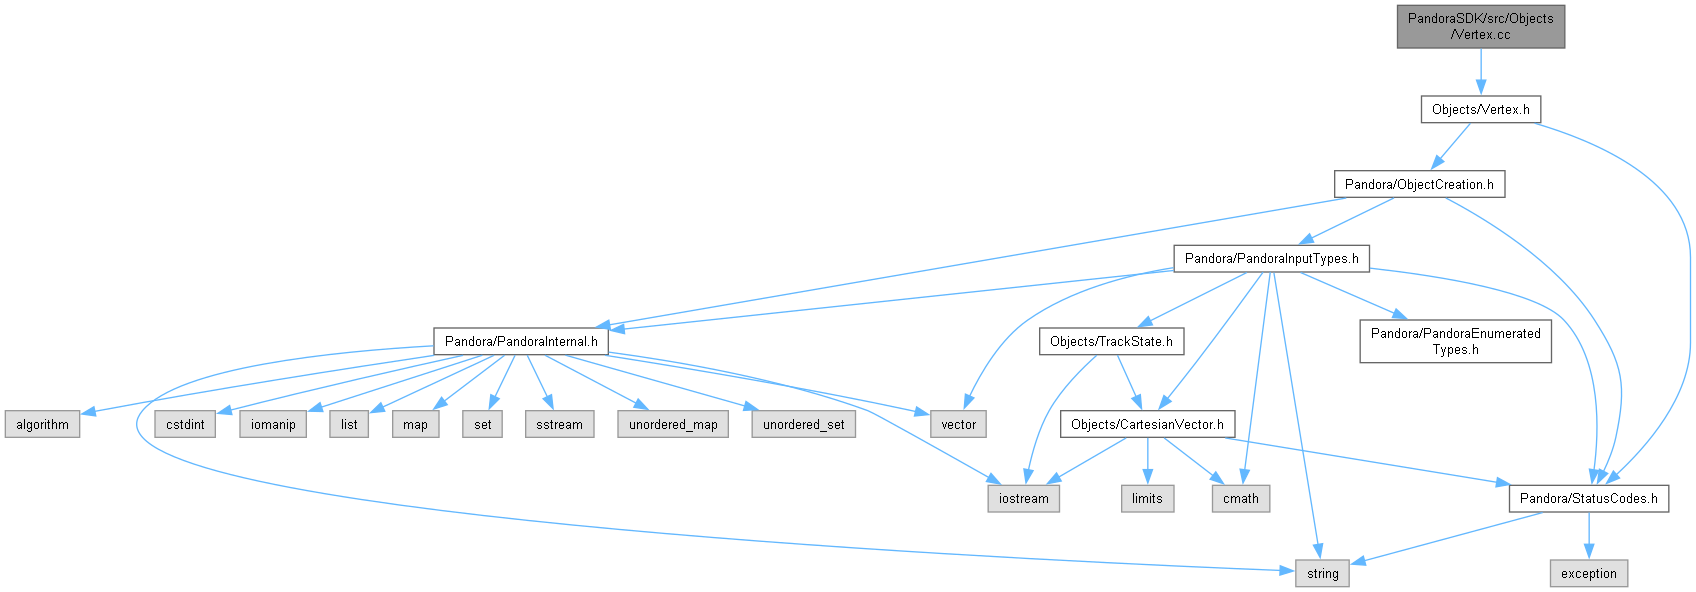 PandoraSDK/src/Objects
/Vertex.cc
Objects/Vertex.h
Pandora/ObjectCreation.h
Pandora/PandoraInputTypes.h
Pandora/PandoraInternal.h
Objects/TrackState.h
Pandora/PandoraEnumerated
Types.h
algorithm
cstdint
iomanip
list
map
set
sstream
unordered_map
unordered_set
vector
Objects/CartesianVector.h
iostream
limits
cmath
Pandora/StatusCodes.h
string
exception